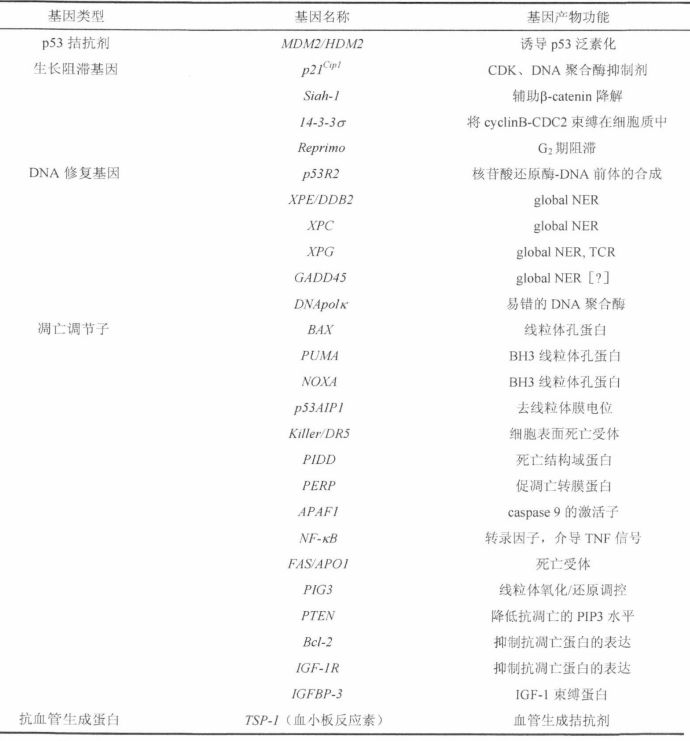 基因类型 基因名称 基因产物功能
p53 拮抗剂 MDM2/HDM2 诱导 p53 泛素化
生长阻滞基因 p21Cip1 CDK、DNA 聚合酶抑制剂
Siah-1 辅助β-catenin 降解
14-3-3σ 将 cyclinB-CDC2 束缚在细胞质中
Reprimo G2 期阻滞
DNA 修复基因 p53R2 核苷酸还原酶-DNA 前体的合成
XPE/DDB2 global NER
XPC global NER
XPG global NER, TCR
GADD45 global NER［?］
DNApolκ 易错的 DNA 聚合酶
凋亡调节子 BAX 线粒体孔蛋白
PUMA BH3 线粒体孔蛋白
NOXA BH3 线粒体孔蛋白
p53AIP1 去线粒体膜电位
Killer/DR5 细胞表面死亡受体
PIDD 死亡结构域蛋白
PERP 促凋亡转膜蛋白
APAF1 caspase 9 的激活子
NF-κB 转录因子，介导 TNF 信号
FAS/APO1 死亡受体
PIG3 线粒体氧化/还原调控
PTEN 降低抗凋亡的 PIP3 水平
Bcl-2 抑制抗凋亡蛋白的表达
IGF-1R 抑制抗凋亡蛋白的表达
IGFBP-3 IGF-1 束缚蛋白
抗血管生成蛋白 TSP-1（血小板反应素） 血管生成拮抗剂